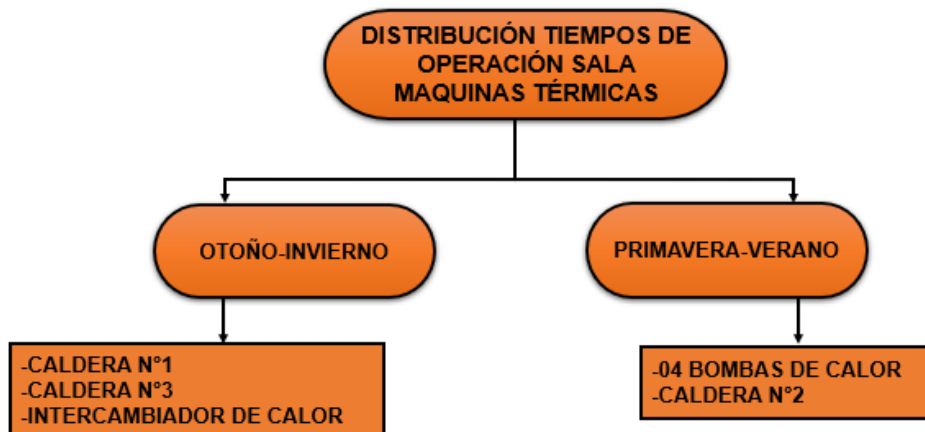 DISTRIBUCIÓN TIEMPOS DE
OPERACIÓN SALA
MAQUINAS TÉRMICAS
OTOÑO-INVIERNO
PRIMAVERA-VERANO
-CALDERA N°1
-CALDERA N°3
-INTERCAMBIADOR DE CALOR
-04 BOMBAS DE CALOR
-CALDERA N°2